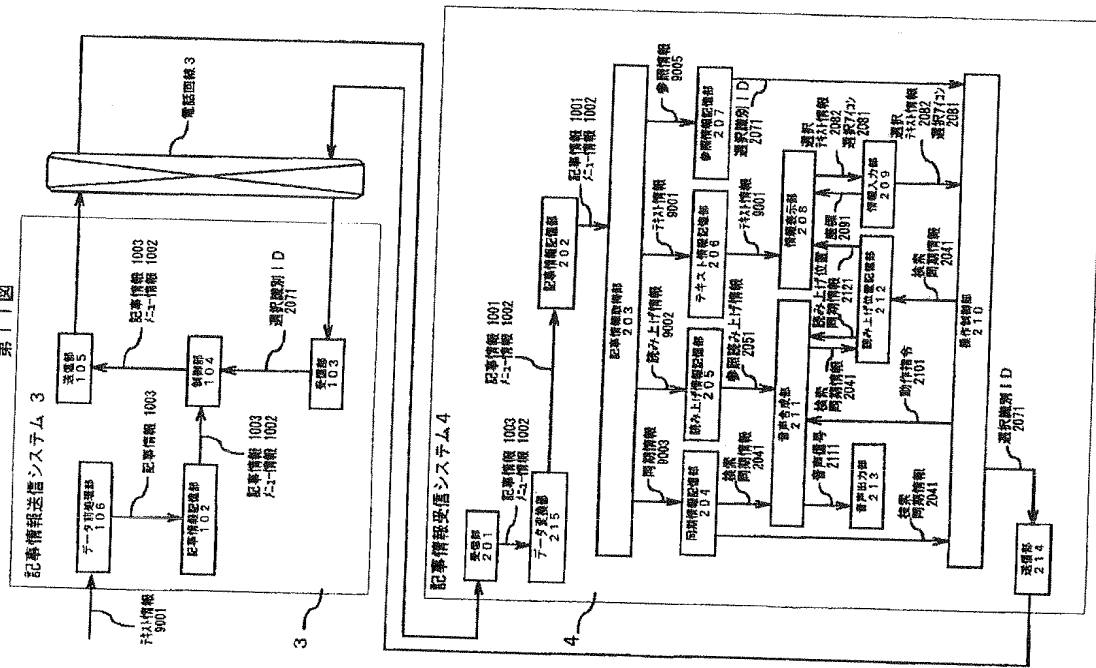 第11図
記事情報送信システム 3
テキスト情報
9001
データ前処理部
106
記事情報 1003
記事情報記憶部
102
記事情報 1003
メニュー情報 1002
制御部
104
記事情報 1003
メニュー情報 1002
送信部
105
選択識別ID
2071
受信部
103
3
電話回線3
記事情報受信システム4
受信部
201
記事情報 1003
メニュー情報 1002
データ変換部
215
記事情報 1001
メニュー情報 1002
記事情報記憶部
202
記事情報 1001
メニュー情報 1002
4
記事情報取得部
203
同期情報
9003
読み上げ情報
9002
テキスト情報
9001
参照情報
9005
同期情報記憶部
204
読み上げ情報記憶部
205
テキスト情報記憶部
206
参照情報記憶部
207
検索
同期情報
2041
参照読み上げ情報
2051
テキスト情報
9001
選択識別ID
2071
音声合成部
211
情報表示部
208
選択
テキスト情報
2082
選択アイコン
2081
音声信号
2111
検索
同期情報
2041
読み上げ位置
同期情報
2121
座標
2091
音声出力部
213
読み上げ位置記憶部
212
情報入力部
209
検索
同期情報
2041
動作指令
2101
検索
同期情報
2041
選択
テキスト情報
2082
選択アイコン
2081
操作制御部
210
選択識別ID
2071
送信部
214